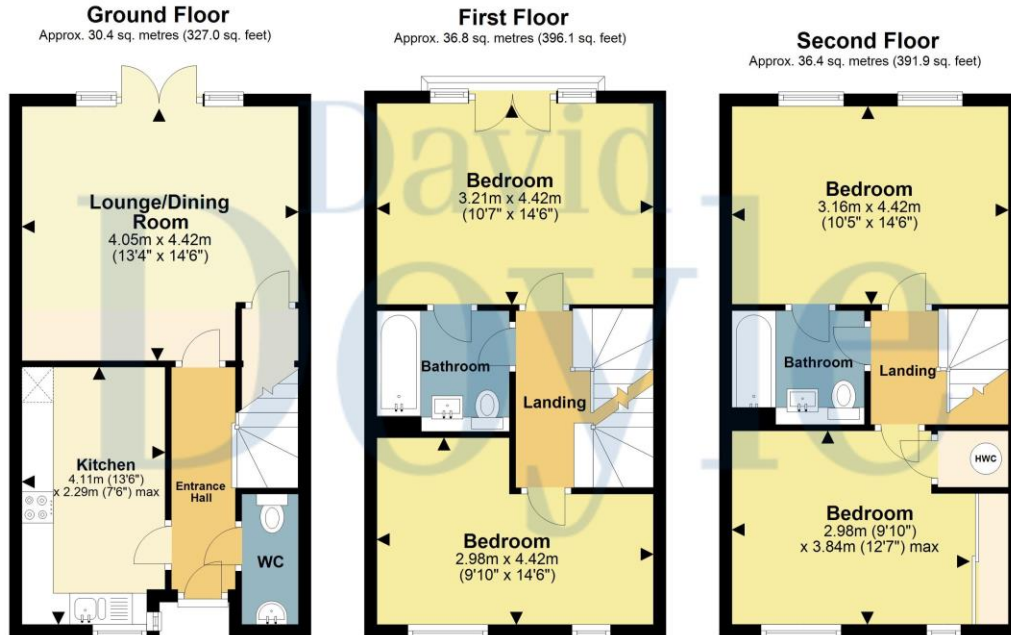 Ground Floor
Approx. 30.4 sq. metres (327.0 sq. feet)
Lounge/Dining
Room
4.05m x 4.42m
(13'4" x 14'6")
Kitchen
4.11m (13'6")
x 2.29m (7'6") max
Entrance
Hall
WC
First Floor
Approx. 36.8 sq. metres (396.1 sq. feet)
Bedroom
3.21m x 4.42m
(10'7" x 14'6")
Bathroom
Landing
Bedroom
2.98m x 4.42m
(9'10" x 14'6")
Second Floor
Approx. 36.4 sq. metres (391.9 sq. feet)
Bedroom
3.16m x 4.42m
(10'5" x 14'6")
Bathroom
Landing
HWC
Bedroom
2.98m (9'10")
x 3.84m (12'7") max
David
Doyle